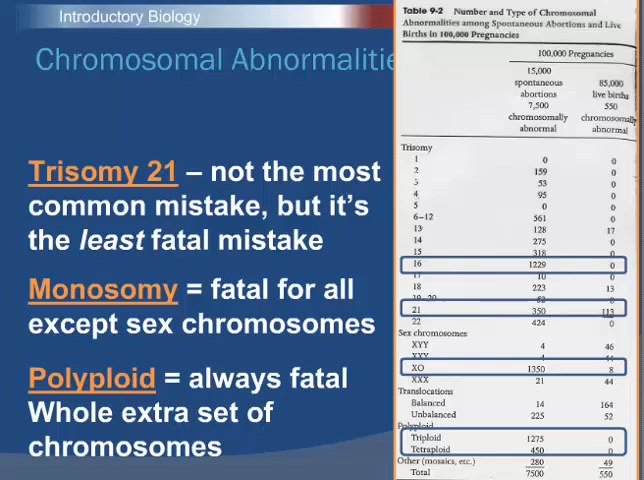 Introductory Biology
Chromosomal Abnormalitie
Trisomy 21 – not the most
common mistake, but it's
the least fatal mistake
Monosomy = fatal for all
except sex chromosomes
Polyploid = always fatal
Whole extra set of
chromosomes
Table 9-2 Number and Type of Chromosomal
Abnormalities among Spontaneous Abortions and Live
Births in 100,000 Pregnancies
100,000 Pregnancies
15,000
spontaneous 85,000
abortions live births
7,500 550
chromosomally chromosomally
abnormal abnormal
Trisomy
1 0 0
2 159 0
3 53 0
4 95 0
5 0 0
6-12 561 0
13 128 17
14 275 0
15 318 0
16 1229 0
17 10 0
18 223 13
19-20 52 0
21 350 113
22 424 0
Sex chromosomes
XYY 4 46
XXY 4 44
XO 1350 8
XXX 21 44
Translocations
Balanced 14 164
Unbalanced 225 52
Polyploid
Triploid 1275 0
Tetraploid 450 0
Other (mosaics, etc.) 280 49
Total 7500 550